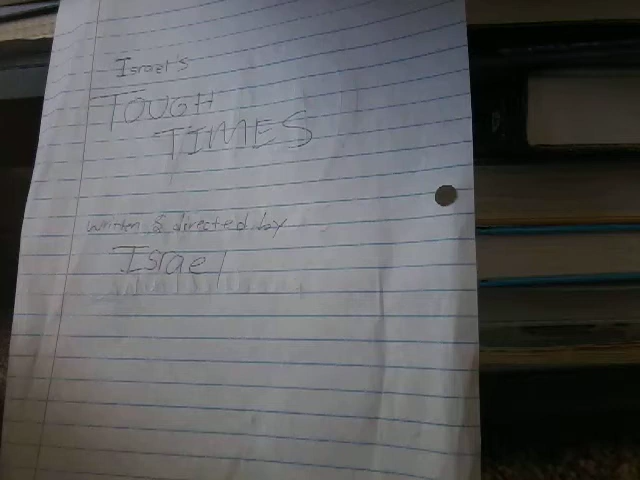 Israel's
TOUGH
TIMES
written & directed by
Israel